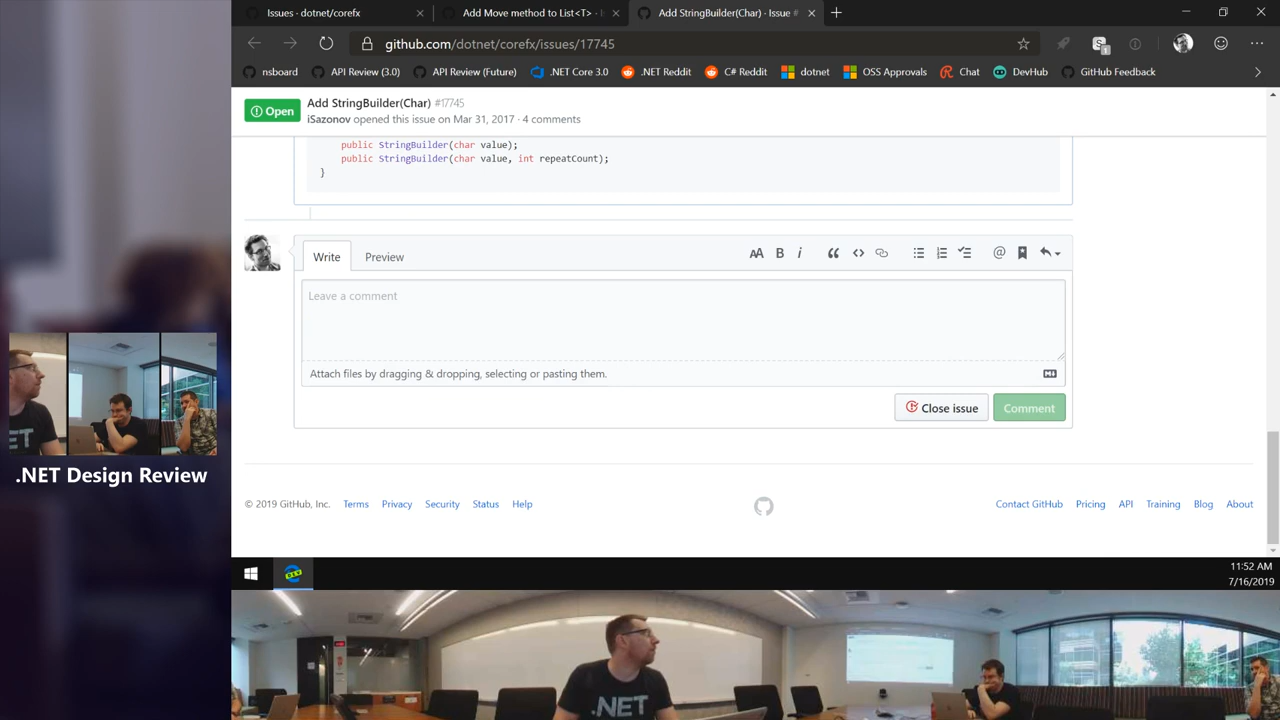 Issues · dotnet/corefx
Add Move method to List<T> · I
Add StringBuilder(Char) · Issue #
github.com/dotnet/corefx/issues/17745
nsboard
API Review (3.0)
API Review (Future)
.NET Core 3.0
.NET Reddit
C# Reddit
dotnet
OSS Approvals
Chat
DevHub
GitHub Feedback
Open
Add StringBuilder(Char) #17745
iSazonov opened this issue on Mar 31, 2017 · 4 comments
public StringBuilder(char value);
public StringBuilder(char value, int repeatCount);
}
Write
Preview
Leave a comment
Attach files by dragging & dropping, selecting or pasting them.
Close issue
Comment
ET
.NET Design Review
© 2019 GitHub, Inc.
Terms
Privacy
Security
Status
Help
Contact GitHub
Pricing
API
Training
Blog
About
11:52 AM
7/16/2019
.NET